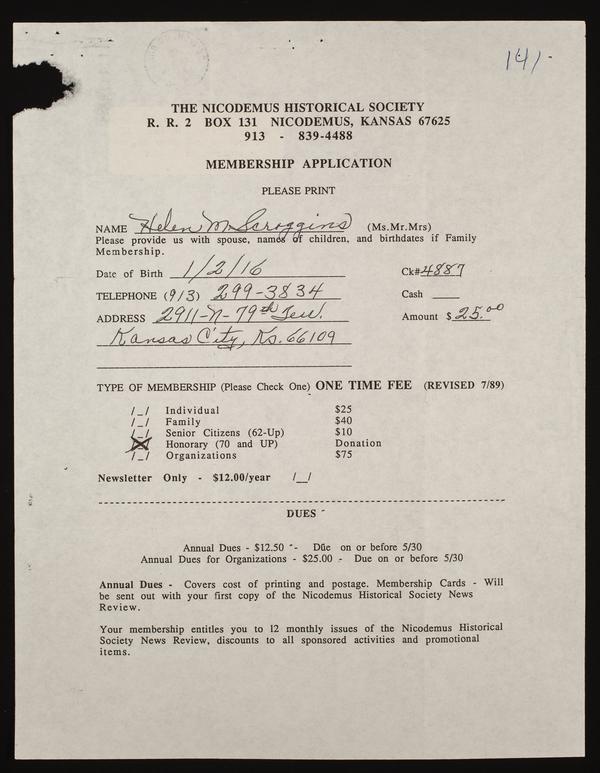 141-
THE NICODEMUS HISTORICAL SOCIETY
R. R. 2 BOX 131 NICODEMUS, KANSAS 67625
913 - 839-4488
MEMBERSHIP APPLICATION
PLEASE PRINT
NAME Helen M Scroggins (Ms.Mr.Mrs)
Please provide us with spouse, names of children, and birthdates if Family
Membership.
Date of Birth 1/2/16 Ck#4887
TELEPHONE (913) 299-3834 Cash ____
ADDRESS 2911-N-79th Terr. Amount $25.00
Kansas City, Ks. 66109
TYPE OF MEMBERSHIP (Please Check One) ONE TIME FEE (REVISED 7/89)
/_/ Individual $25
/_/ Family $40
/_/ Senior Citizens (62-Up) $10
/X/ Honorary (70 and UP) Donation
/_/ Organizations $75
Newsletter Only - $12.00/year /__/
DUES -
Annual Dues - $12.50 -- Due on or before 5/30
Annual Dues for Organizations - $25.00 - Due on or before 5/30
Annual Dues - Covers cost of printing and postage. Membership Cards - Will
be sent out with your first copy of the Nicodemus Historical Society News
Review.
Your membership entitles you to 12 monthly issues of the Nicodemus Historical
Society News Review, discounts to all sponsored activities and promotional
items.